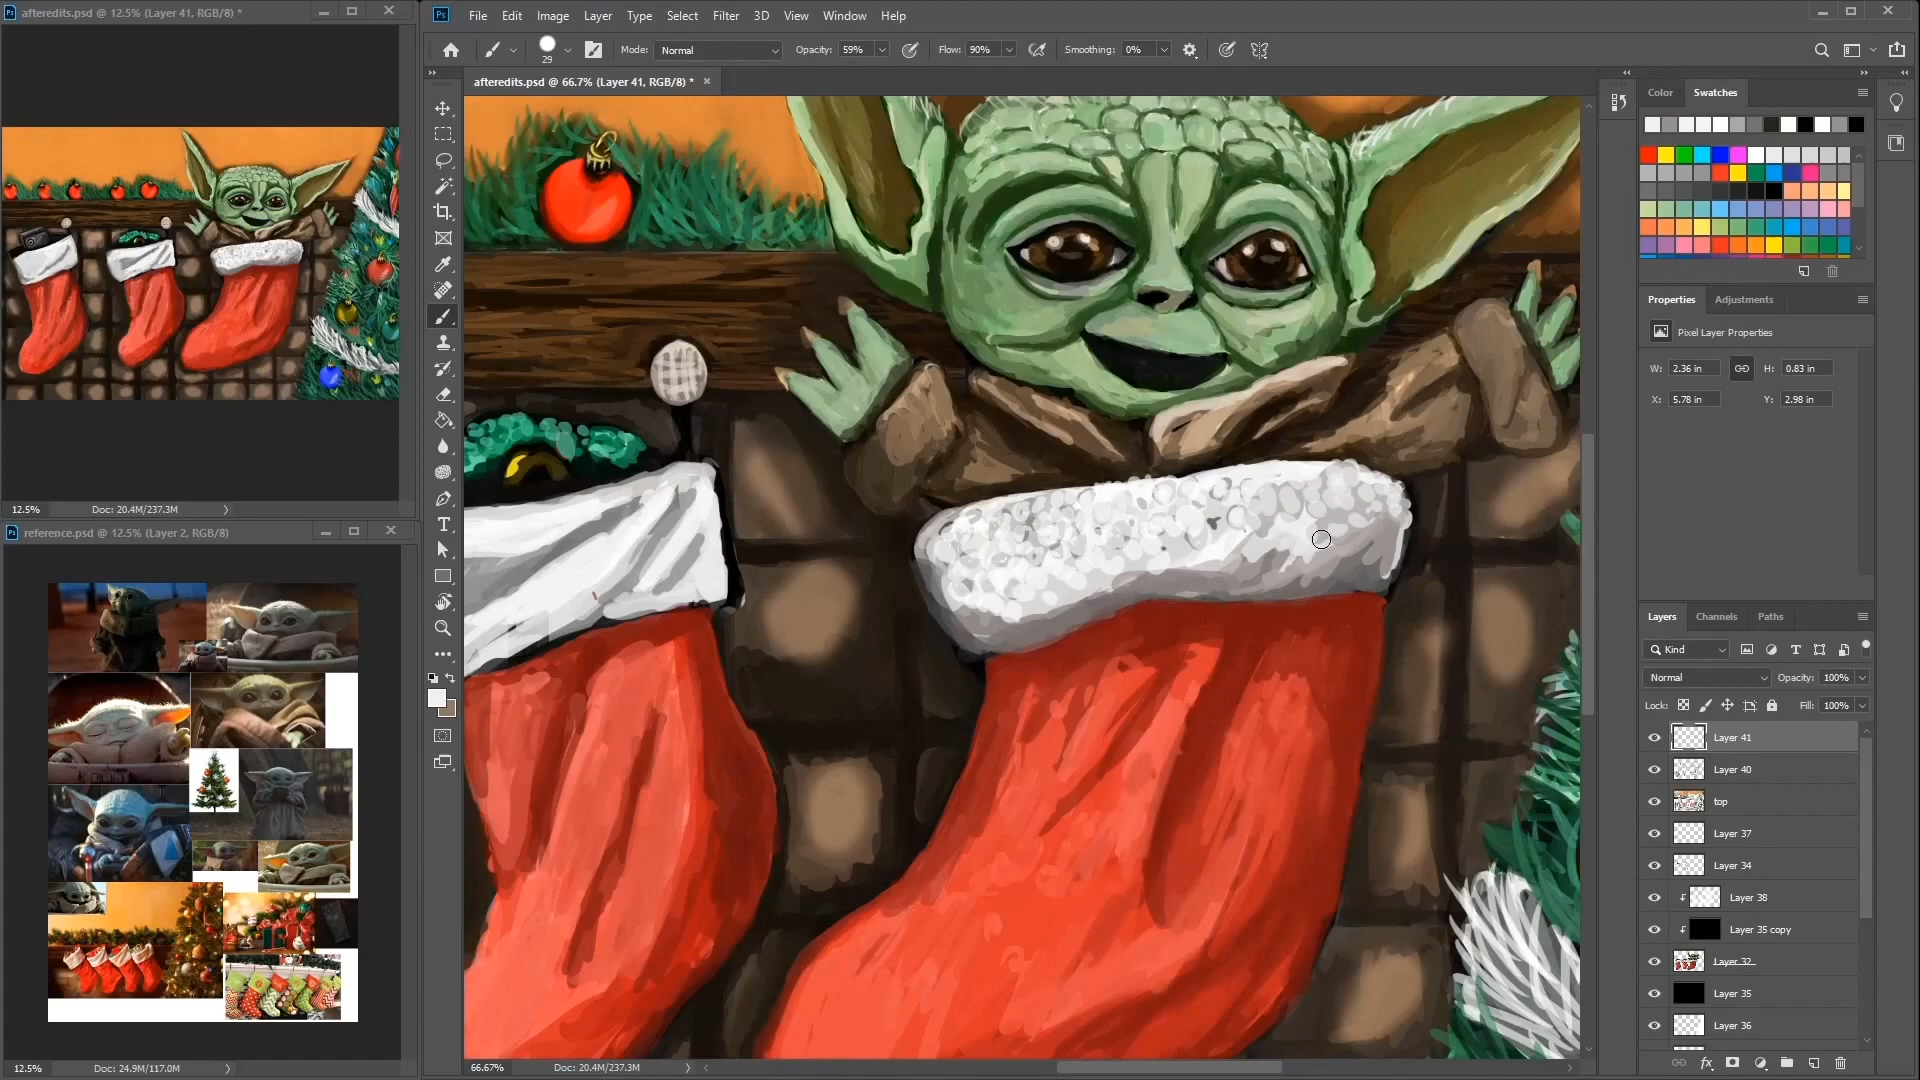 afteredits.psd @ 12.5% (Layer 41, RGB/8) *
12.5% Doc: 20.4M/237.3M
reference.psd @ 12.5% (Layer 2, RGB/8)
12.5% Doc: 24.9M/117.0M
Ps File Edit Image Layer Type Select Filter 3D View Window Help
29 Mode: Normal Opacity: 59% Flow: 90% Smoothing: 0%
afteredits.psd @ 66.7% (Layer 41, RGB/8) *
66.67% Doc: 20.4M/237.3M
Color Swatches
Properties Adjustments
Pixel Layer Properties
W: 2.36 in H: 0.83 in
X: 5.78 in Y: 2.98 in
Layers Channels Paths
Kind
Normal Opacity: 100%
Lock: Fill: 100%
Layer 41
Layer 40
top
Layer 37
Layer 34
Layer 38
Layer 35 copy
Layer 32
Layer 35
Layer 36